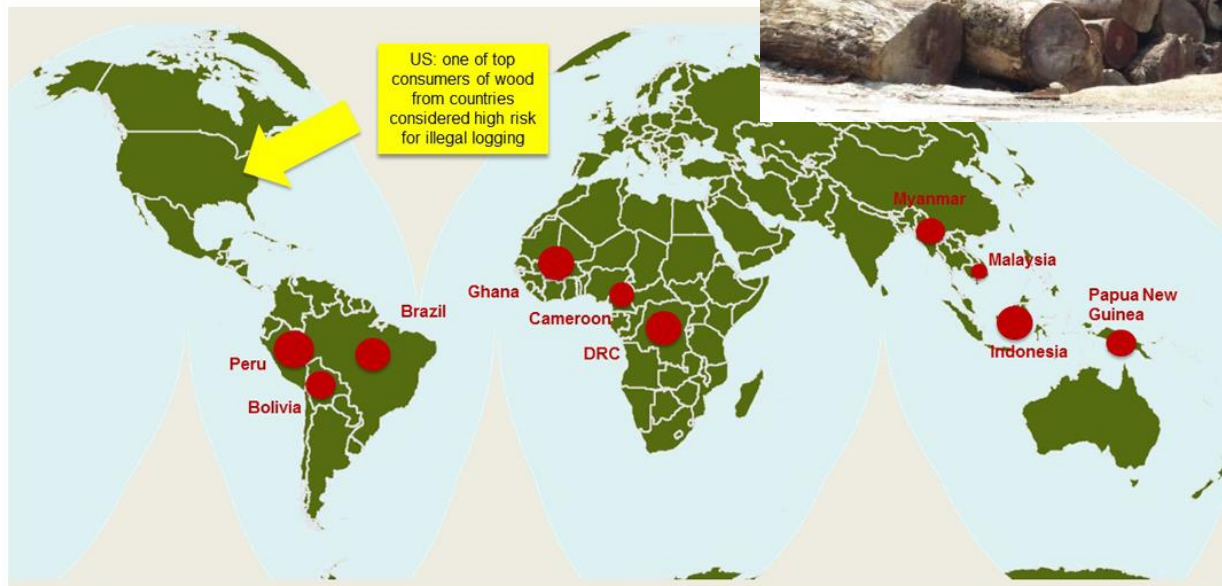 US: one of top
consumers of wood
from countries
considered high risk
for illegal logging
Myanmar
Malaysia
Ghana
Papua New
Guinea
Brazil
Cameroon
DRC
Indonesia
Peru
Bolivia